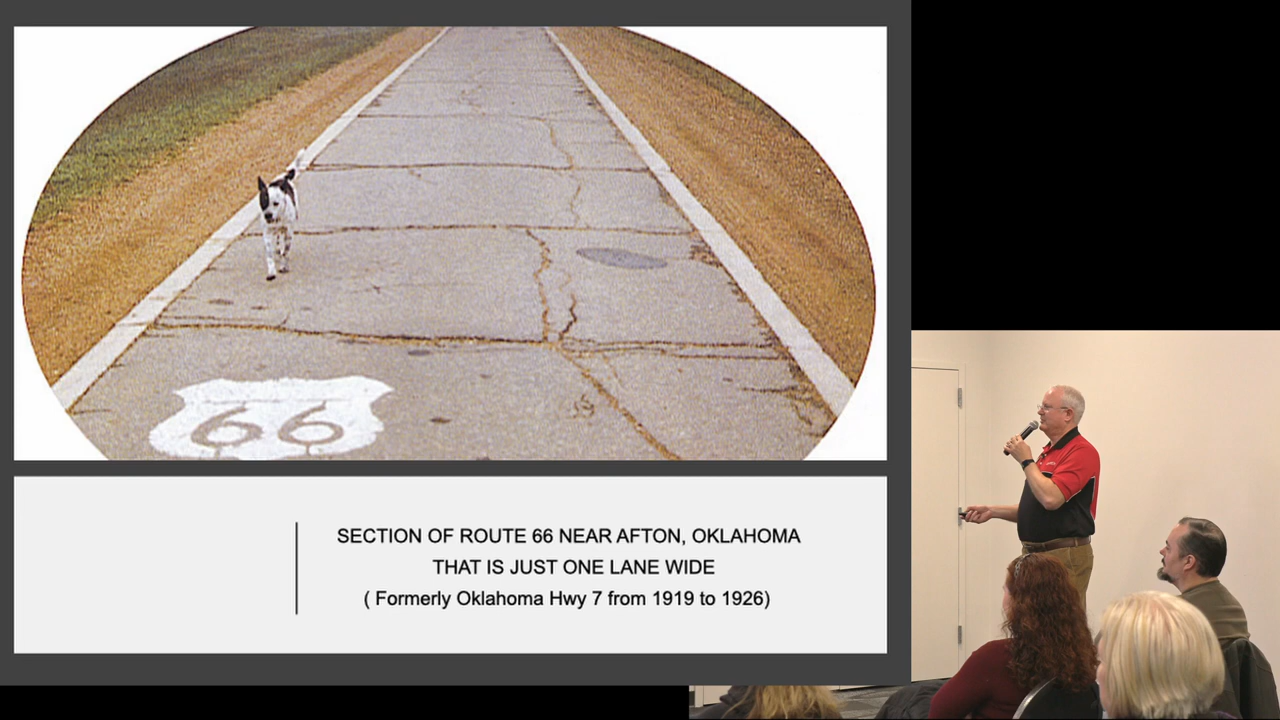 66
SECTION OF ROUTE 66 NEAR AFTON, OKLAHOMA
THAT IS JUST ONE LANE WIDE
( Formerly Oklahoma Hwy 7 from 1919 to 1926)